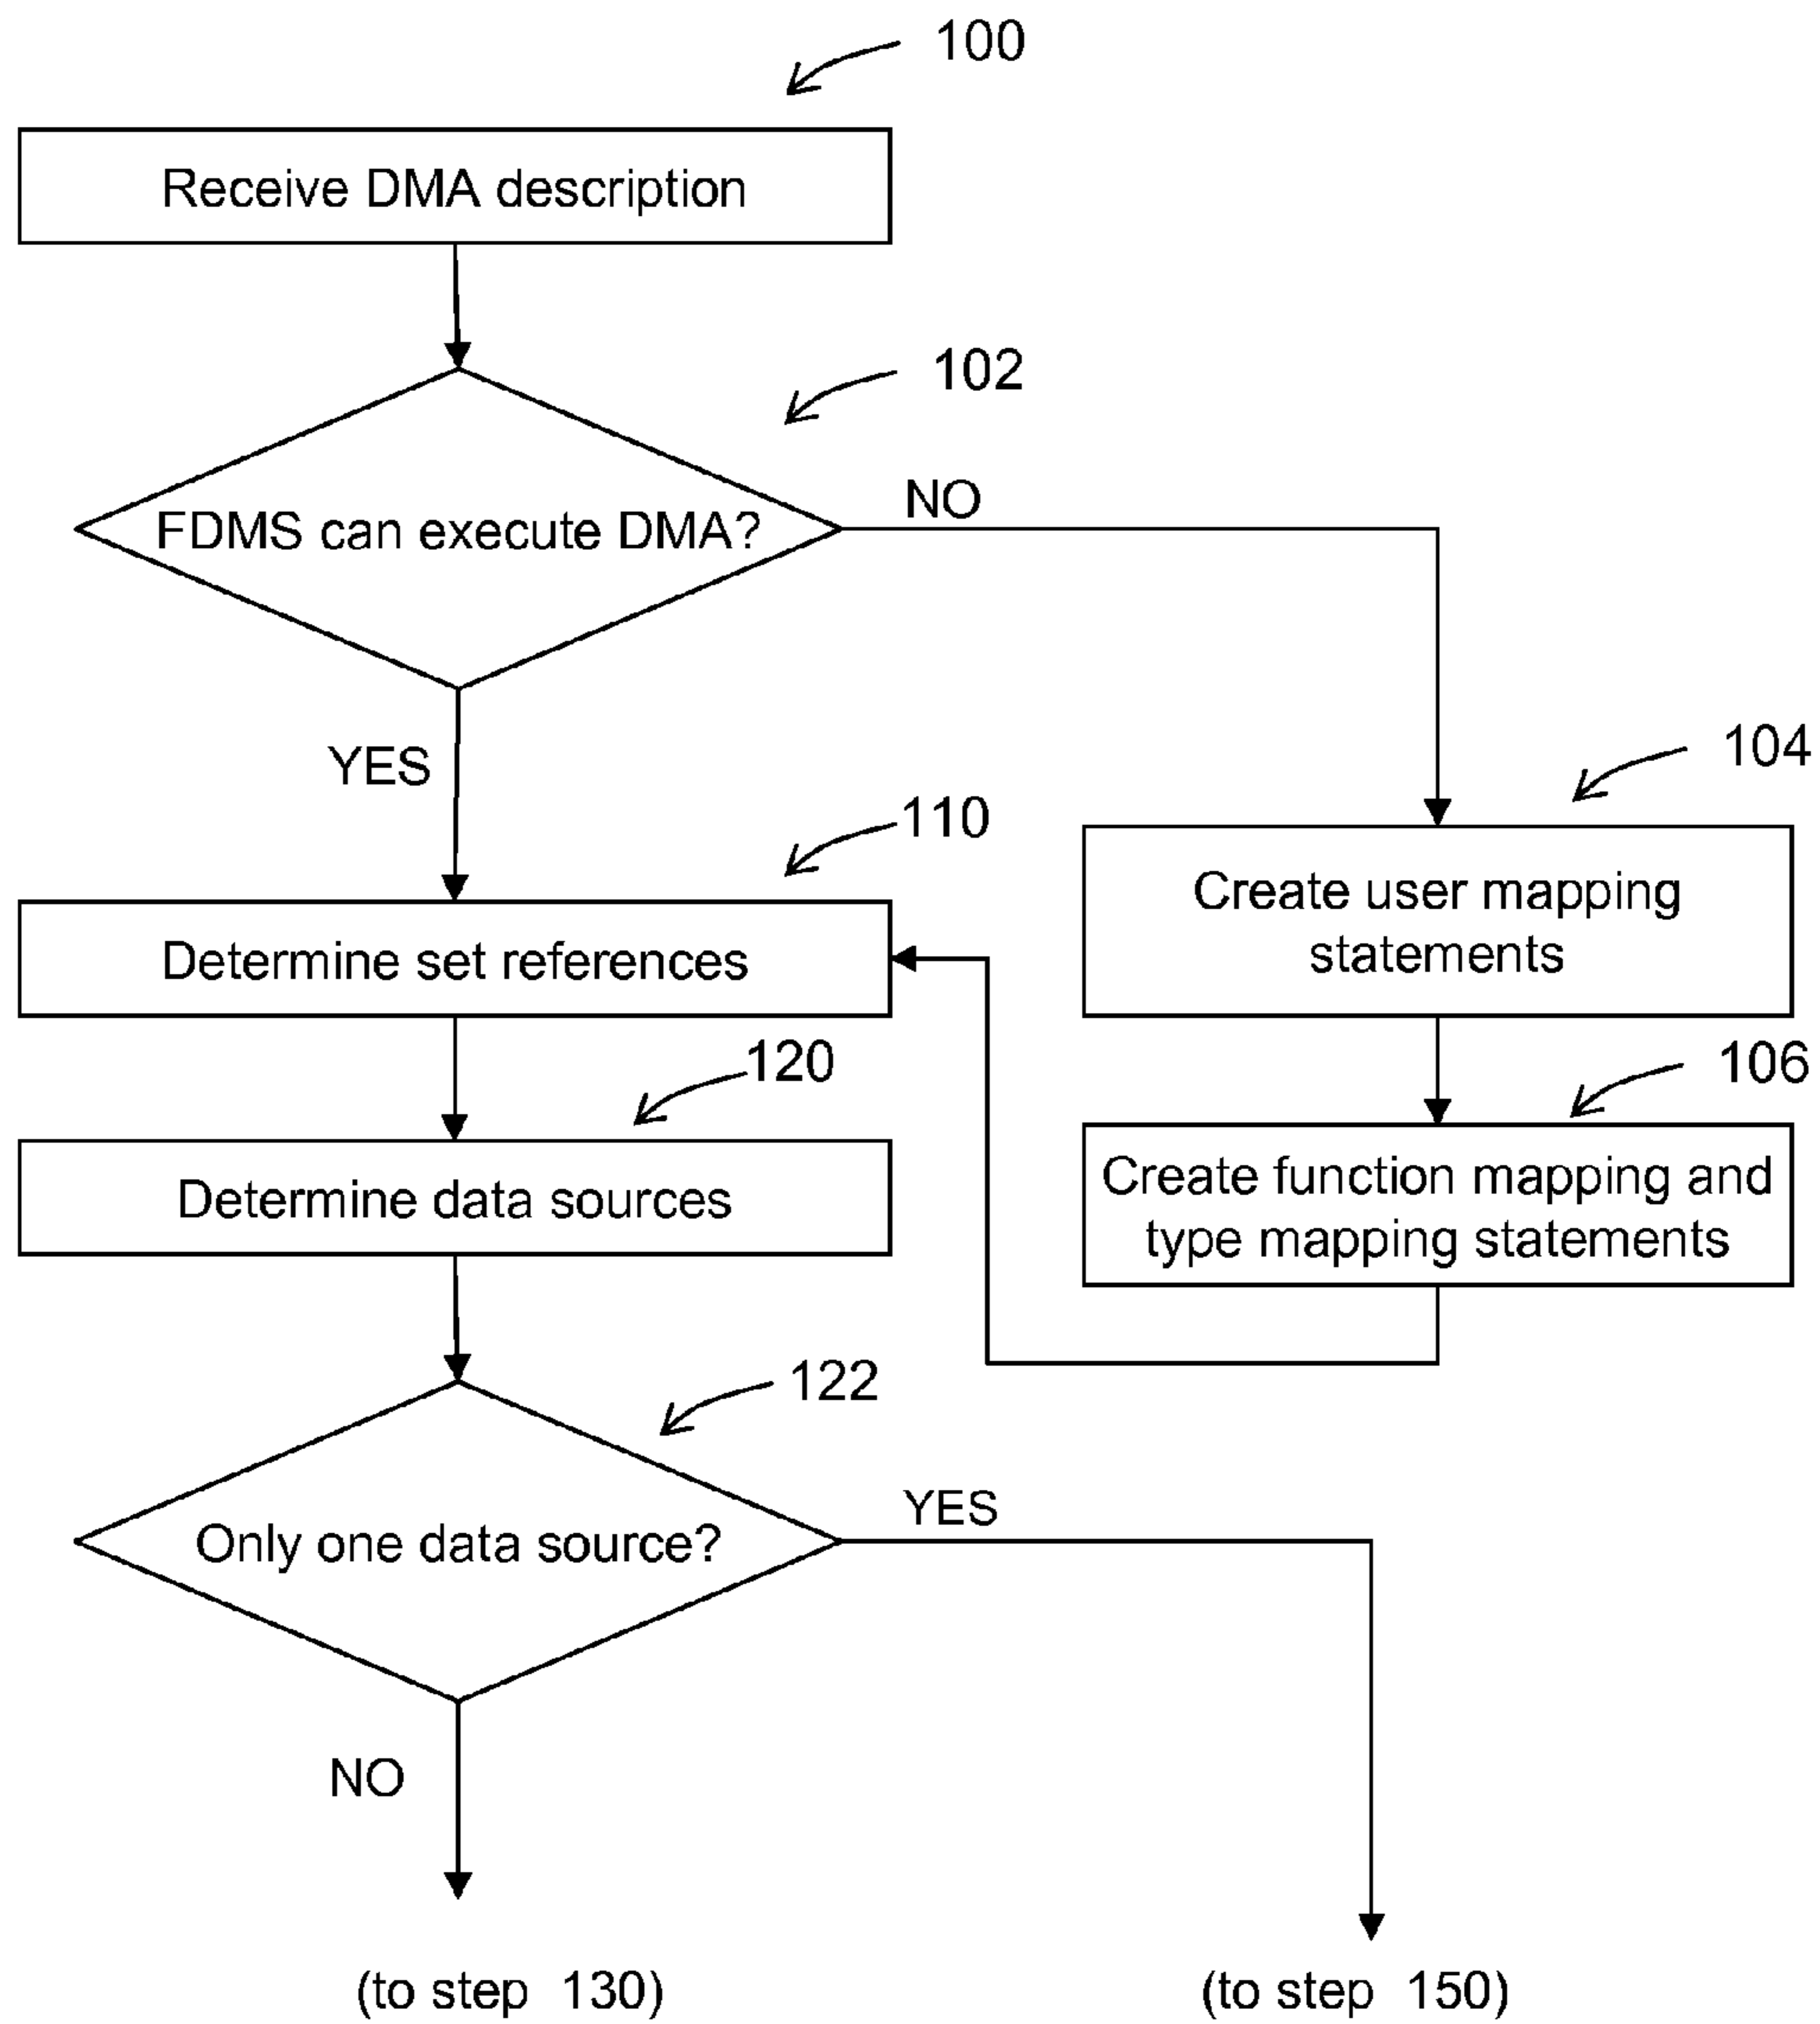 100
Receive DMA description
102
FDMS can execute DMA?
NO
YES
104
110
Create user mapping
statements
Determine set references
120
106
Determine data sources
Create function mapping and
type mapping statements
122
Only one data source?
YES
NO
(to step 130)
(to step 150)